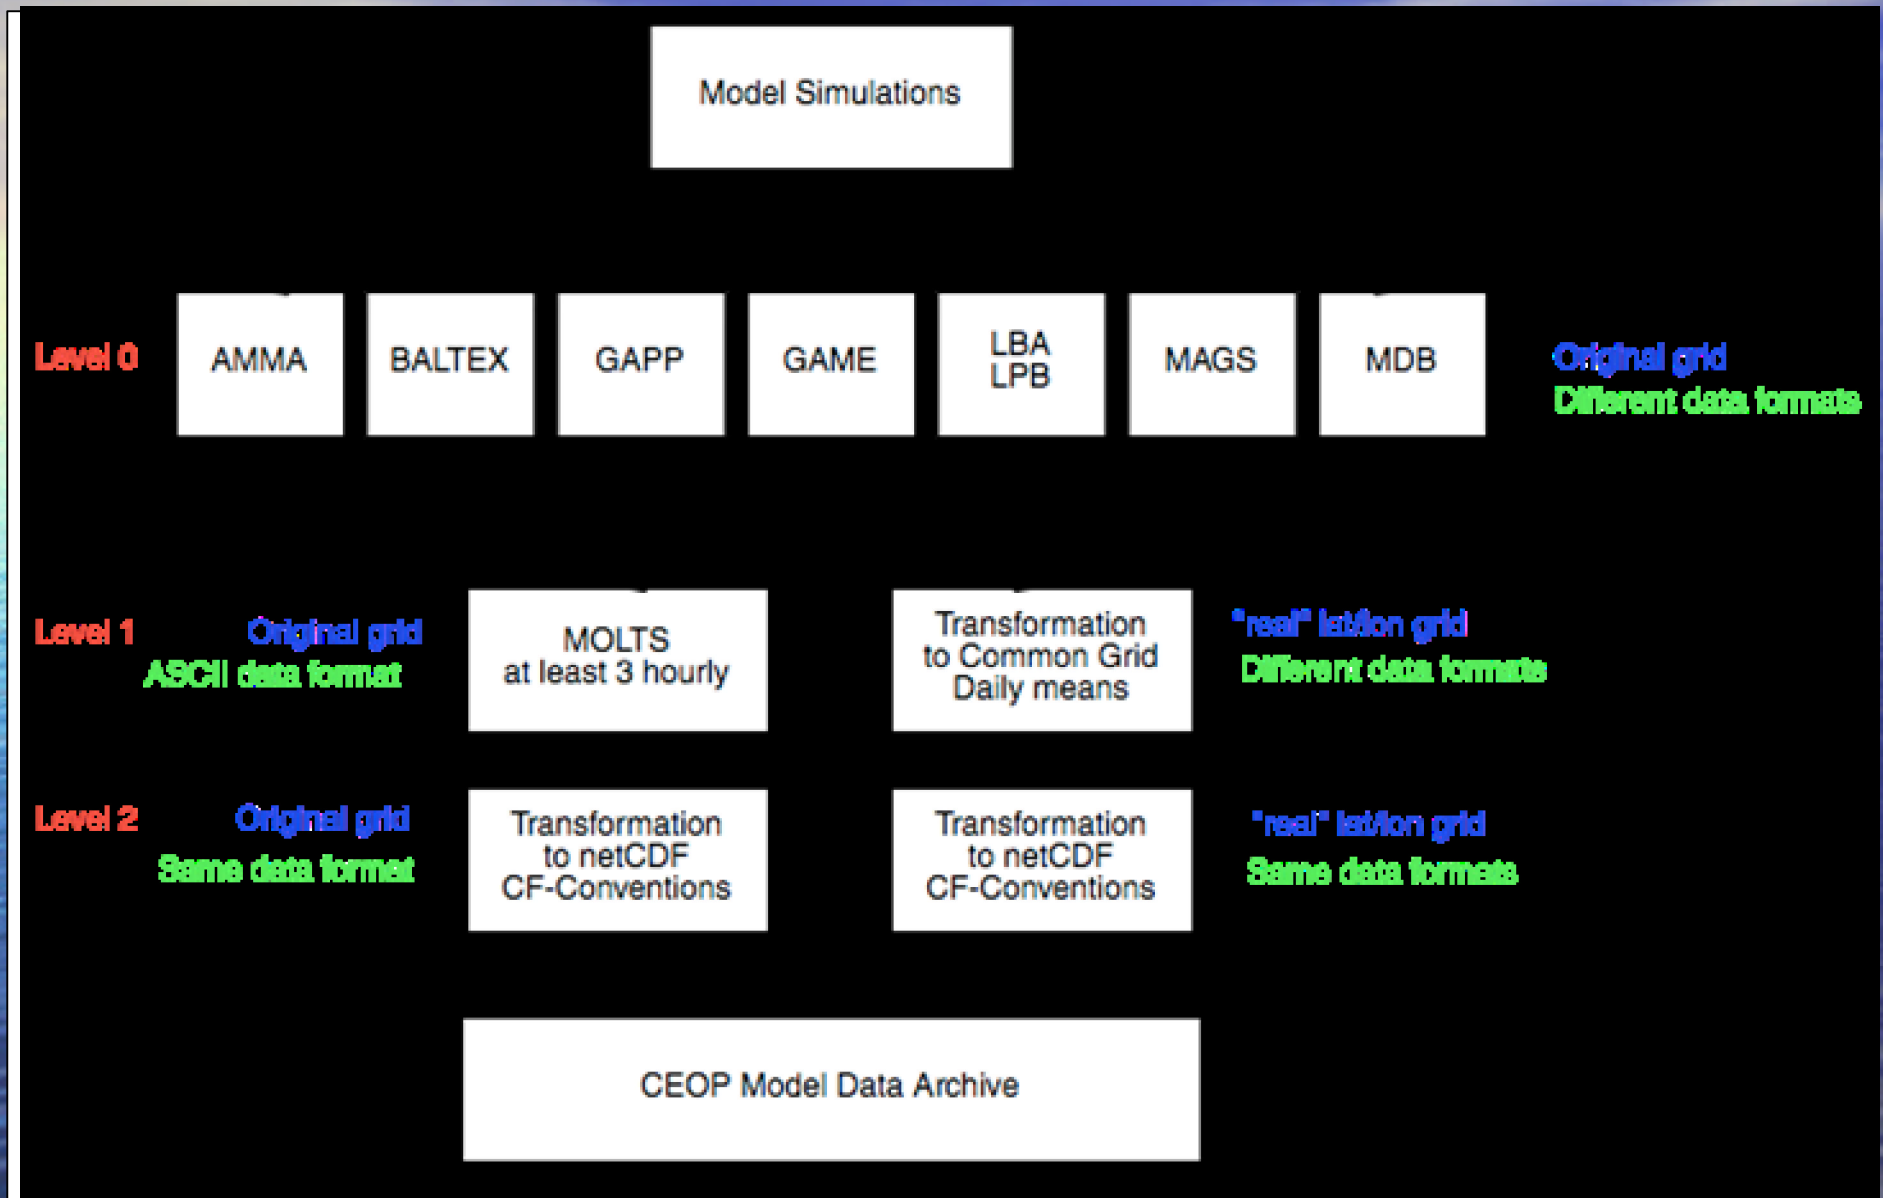 Model Simulations
Level 0
AMMA
BALTEX
GAPP
GAME
LBA
LPB
MAGS
MDB
Original grid
Different data formats
Level 1
Original grid
ASCII data format
MOLTS
at least 3 hourly
Transformation
to Common Grid
Daily means
"real" lat/lon grid
Different data formats
Level 2
Original grid
Same data format
Transformation
to netCDF
CF-Conventions
Transformation
to netCDF
CF-Conventions
"real" lat/lon grid
Same data formats
CEOP Model Data Archive